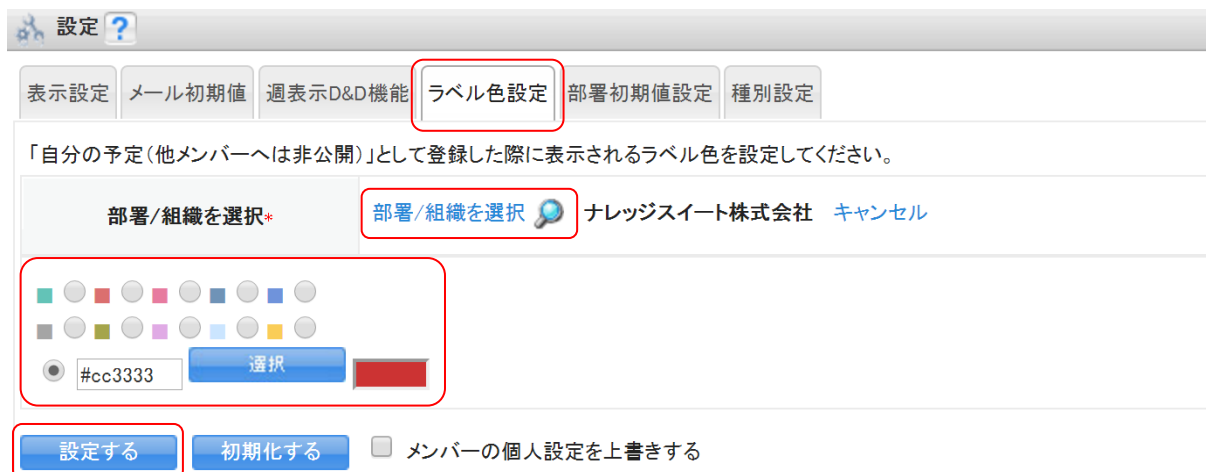 設定 ?
表示設定 メール初期値 週表示D&D機能 ラベル色設定 部署初期値設定 種別設定
「自分の予定(他メンバーへは非公開)」として登録した際に表示されるラベル色を設定してください。
部署/組織を選択* 部署/組織を選択 ナレッジスイート株式会社 キャンセル
#cc3333 選択
設定する 初期化する メンバーの個人設定を上書きする